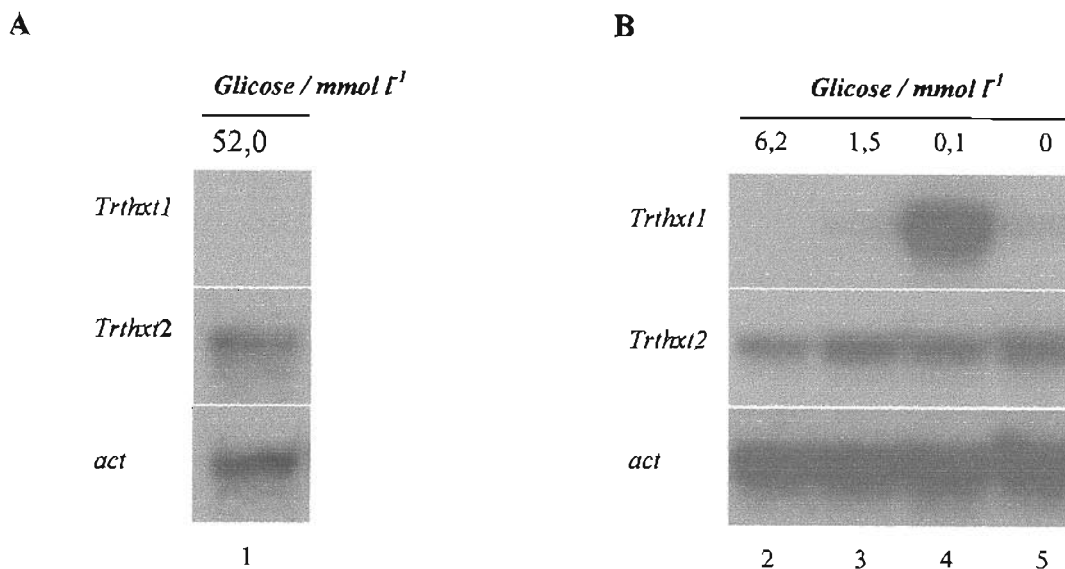 A
Glicose / mmol l⁻¹
52,0
Trthxt1
Trthxt2
act
1
B
Glicose / mmol l⁻¹
6,2 1,5 0,1 0
Trthxt1
Trthxt2
act
2 3 4 5